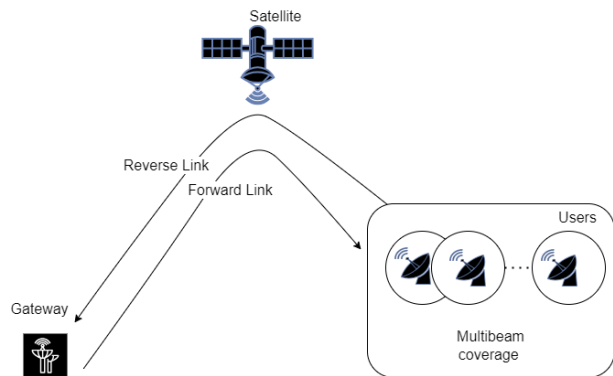 Satellite
Reverse Link
Forward Link
Users
Gateway
Multibeam
coverage